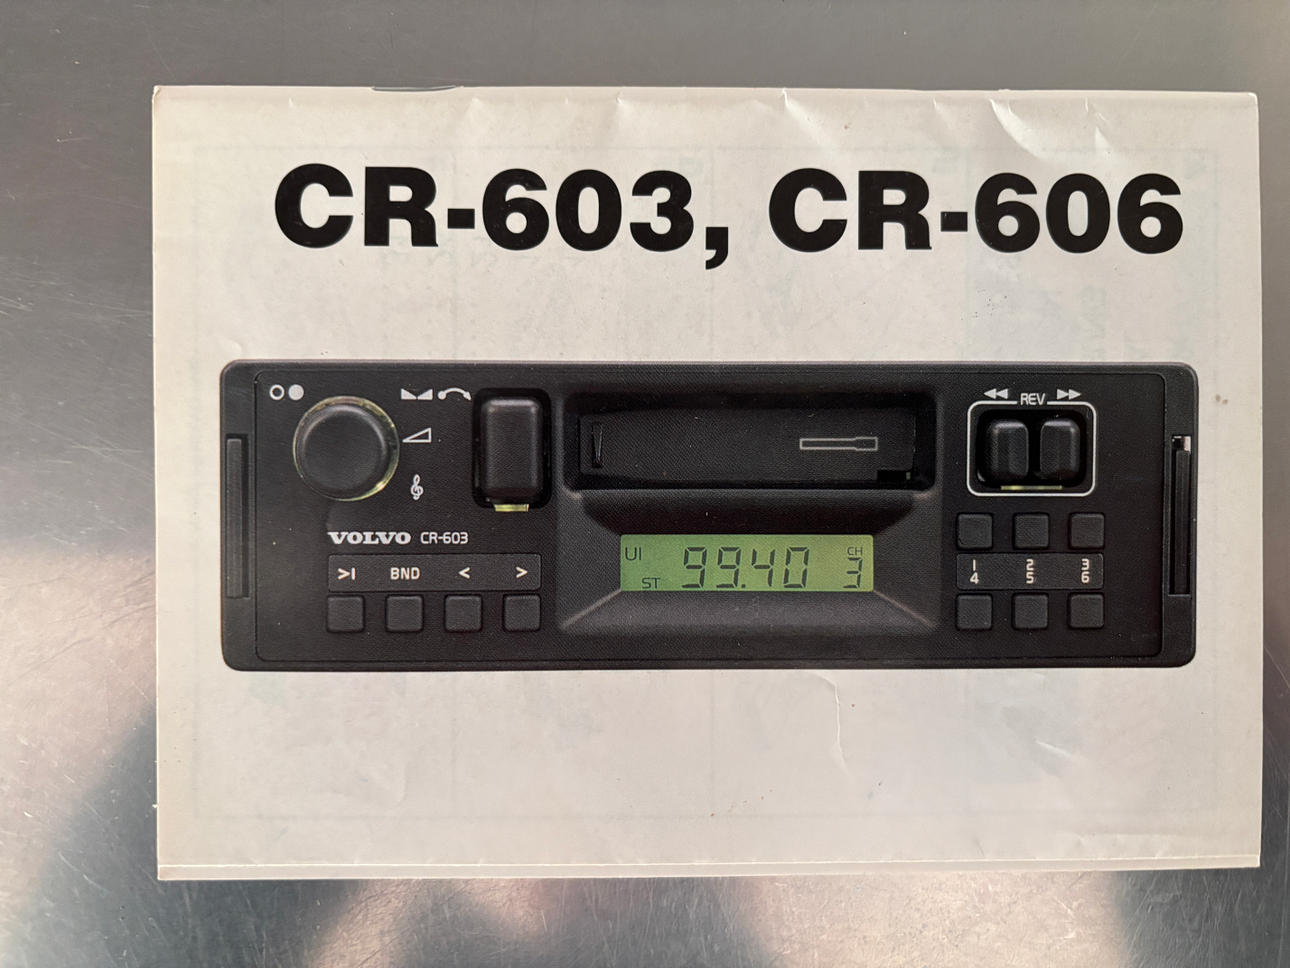 CR-603, CR-606
REV
VOLVO CR-603
>I BND < >
UI
ST
99.40
CH
3
1 2 3
4 5 6